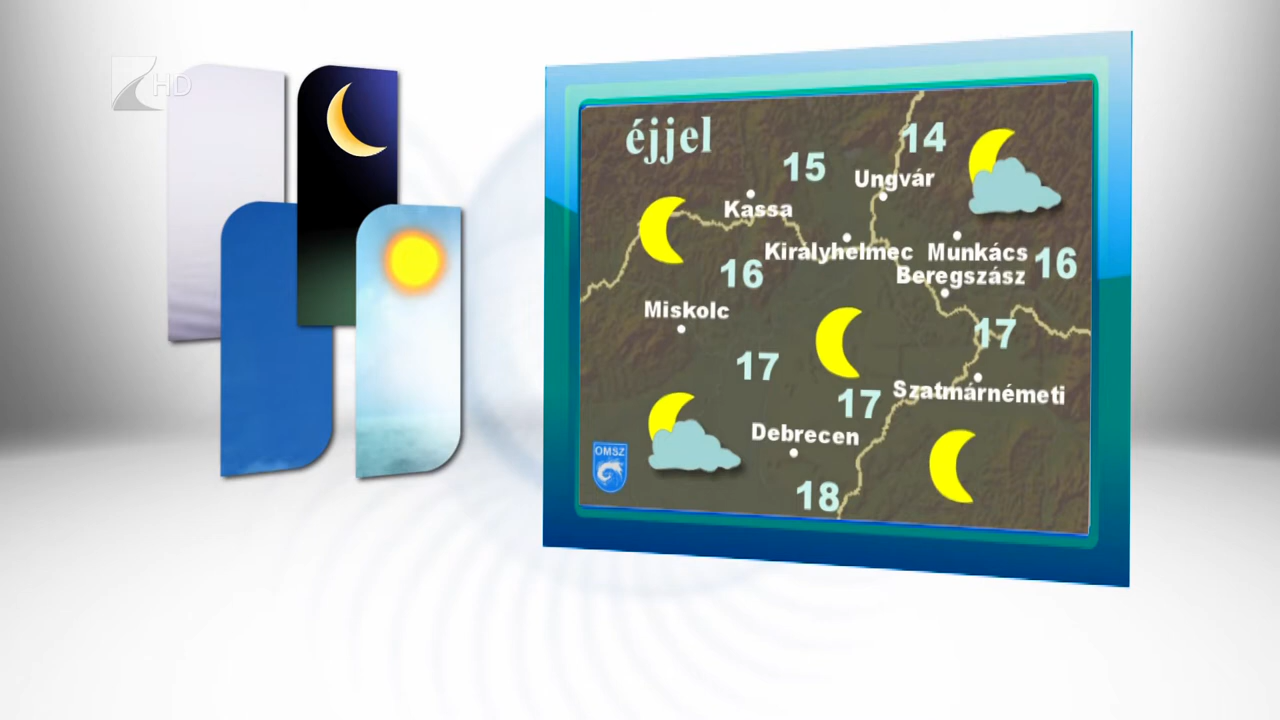 HD
éjjel
14
15
Ungvár
Kassa
Királyhelmec
Munkács
16
16
Beregszász
Miskolc
17
17
17
Szatmárnémeti
Debrecen
OMSZ
18